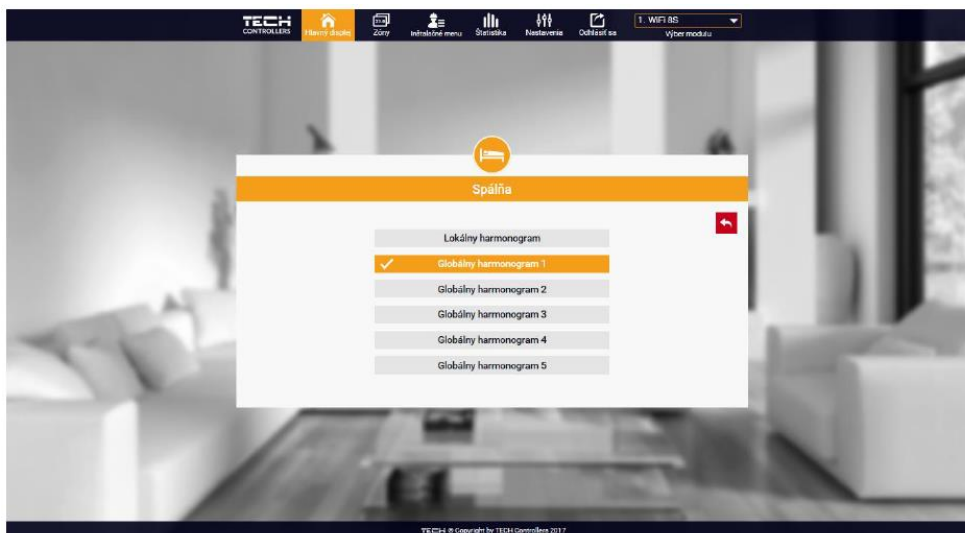 TECH
CONTROLLERS
Hlavný displej
Zóny
Inštalačné menu
Štatistika
Nastavenia
Odhlásiť sa
1. WIFI 8S
Výber modulu
Spálňa
Lokálny harmonogram
Globálny harmonogram 1
Globálny harmonogram 2
Globálny harmonogram 3
Globálny harmonogram 4
Globálny harmonogram 5
TECH ® Copyright by TECH Controllers 2017